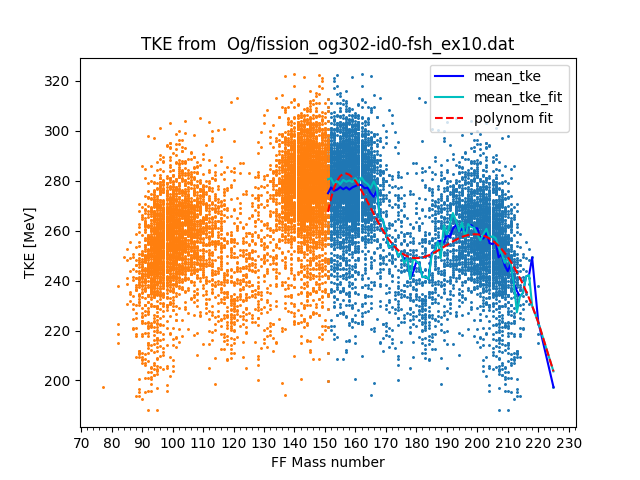 TKE from  Og/fission_og302-id0-fsh_ex10.dat
mean_tke
mean_tke_fit
polynom fit
TKE [MeV]
320
300
280
260
240
220
200
70 80 90 100 110 120 130 140 150 160 170 180 190 200 210 220 230
FF Mass number